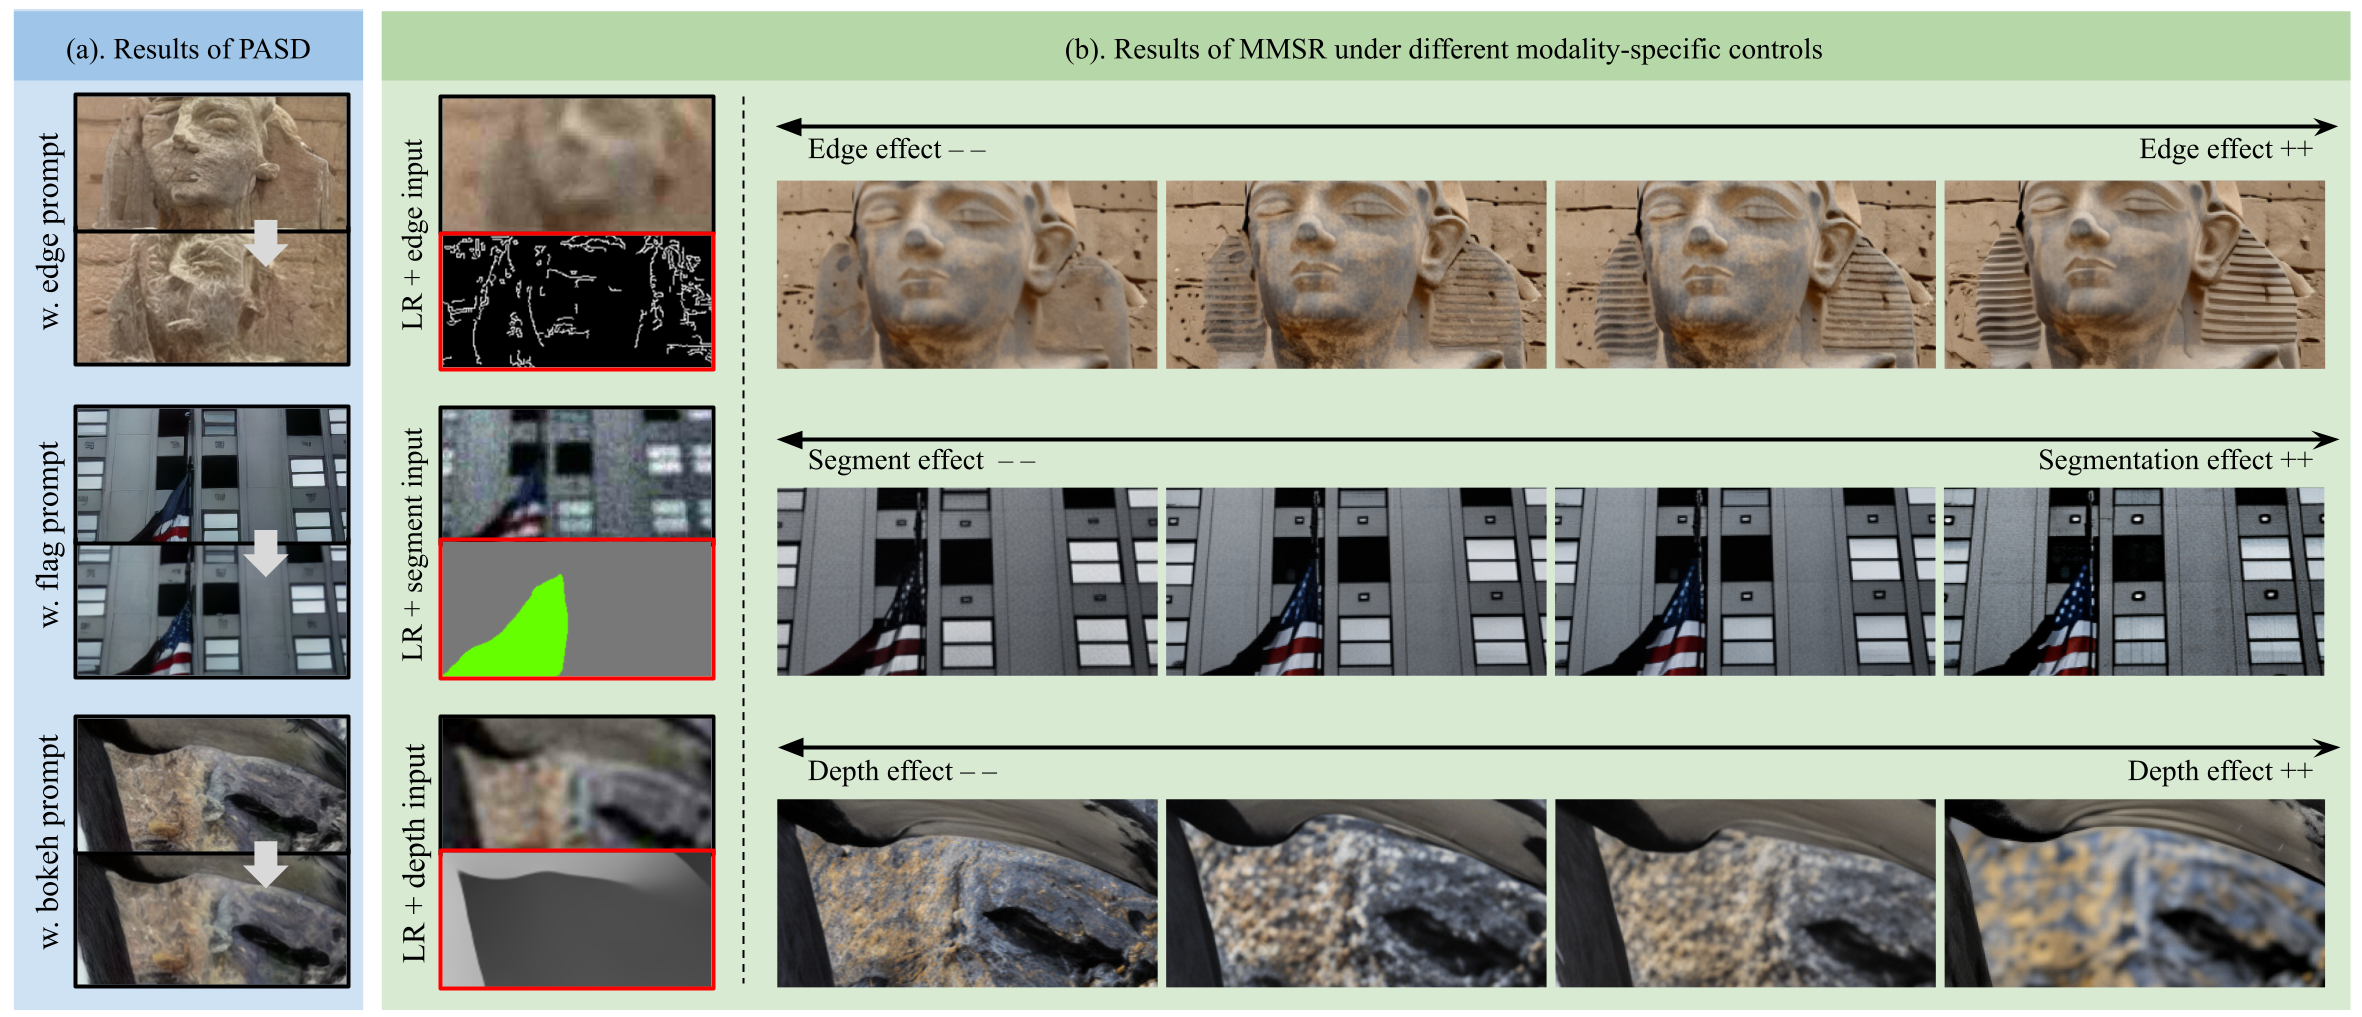 (a). Results of PASD
(b). Results of MMSR under different modality-specific controls
w. edge prompt
LR + edge input
Edge effect – –
Edge effect ++
w. flag prompt
LR + segment input
Segment effect – –
Segmentation effect ++
w. bokeh prompt
LR + depth input
Depth effect – –
Depth effect ++